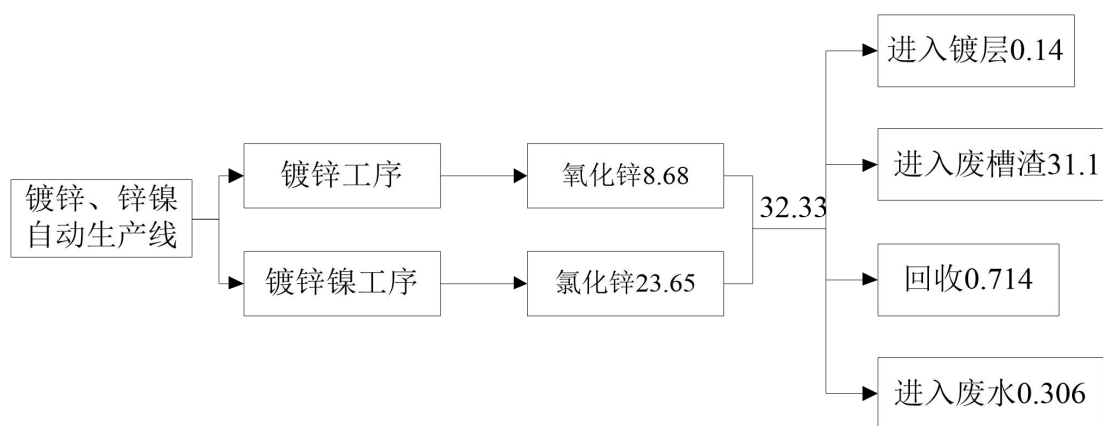 进入镀层0.14
镀锌工序
氧化锌8.68
进入废槽渣31.1
镀锌、锌镍
自动生产线
32.33
镀锌镍工序
氯化锌23.65
回收0.714
进入废水0.306